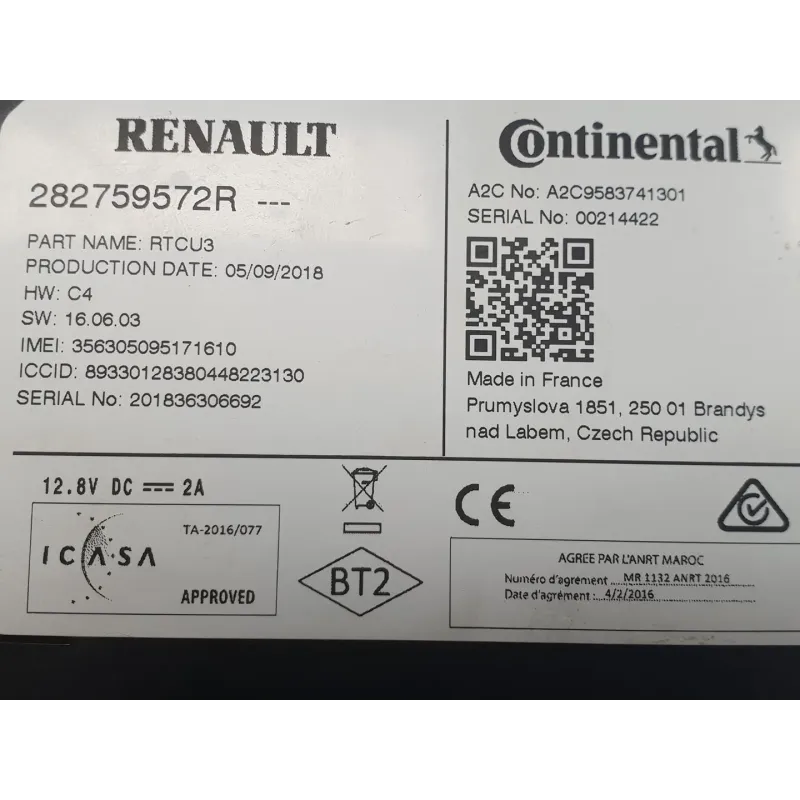 RENAULT
282759572R ---
PART NAME: RTCU3
PRODUCTION DATE: 05/09/2018
HW: C4
SW: 16.06.03
IMEI: 356305095171610
ICCID: 89330128380448223130
SERIAL No: 201836306692
Continental
A2C No: A2C9583741301
SERIAL No: 00214422
Made in France
Prumyslova 1851, 250 01 Brandys
nad Labem, Czech Republic
12.8V DC 2A
TA-2016/077
ICASA
APPROVED
BT2
CE
AGREE PAR L'ANRT MAROC
Numéro d'agrément : MR 1132 ANRT 2016
Date d'agrément : 4/2/2016